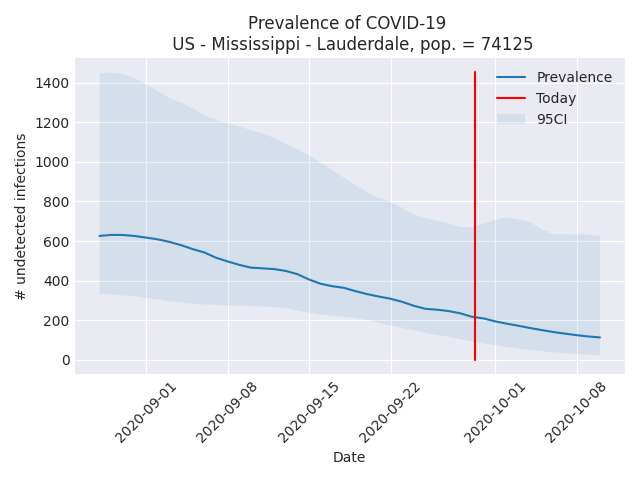 Prevalence of COVID-19
US - Mississippi - Lauderdale, pop. = 74125
Prevalence
Today
95CI
1400
1200
1000
800
600
400
200
0
# undetected infections
2020-09-01
2020-09-08
2020-09-15
2020-09-22
2020-10-01
2020-10-08
Date